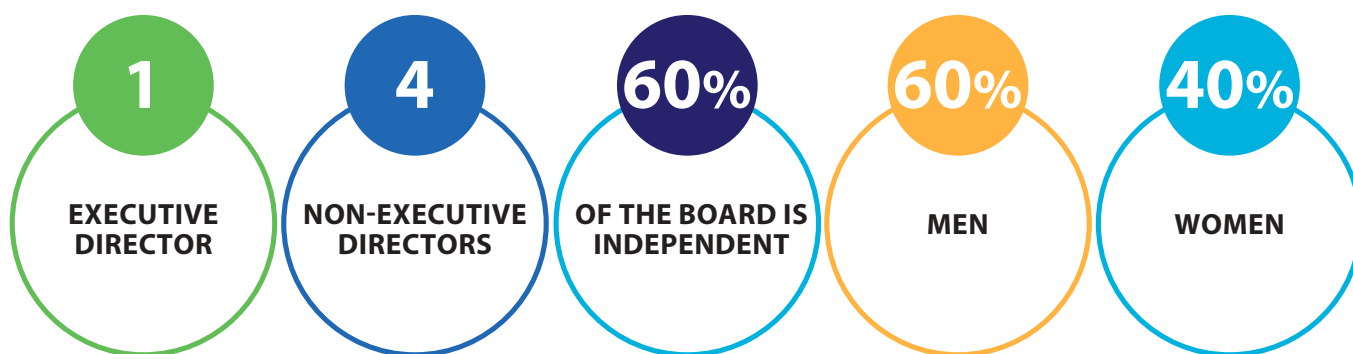 1
EXECUTIVE
DIRECTOR
4
NON-EXECUTIVE
DIRECTORS
60%
OF THE BOARD IS
INDEPENDENT
60%
MEN
40%
WOMEN